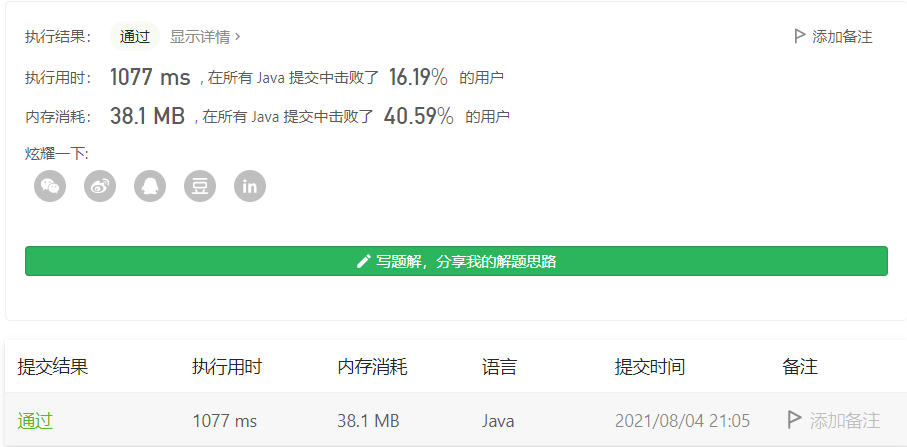 执行结果： 通过 显示详情 › 添加备注
执行用时： 1077 ms , 在所有 Java 提交中击败了 16.19% 的用户
内存消耗： 38.1 MB , 在所有 Java 提交中击败了 40.59% 的用户
炫耀一下:
豆 in
写题解，分享我的解题思路
提交结果 执行用时 内存消耗 语言 提交时间 备注
通过 1077 ms 38.1 MB Java 2021/08/04 21:05 添加备注